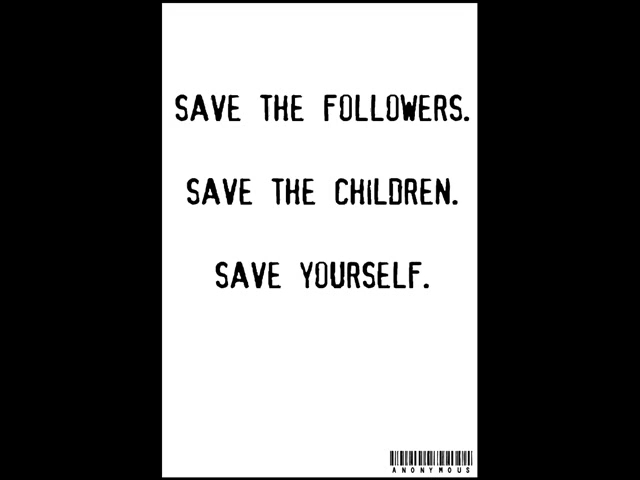 SAVE THE FOLLOWERS.
SAVE THE CHILDREN.
SAVE YOURSELF.
ANONYMOUS